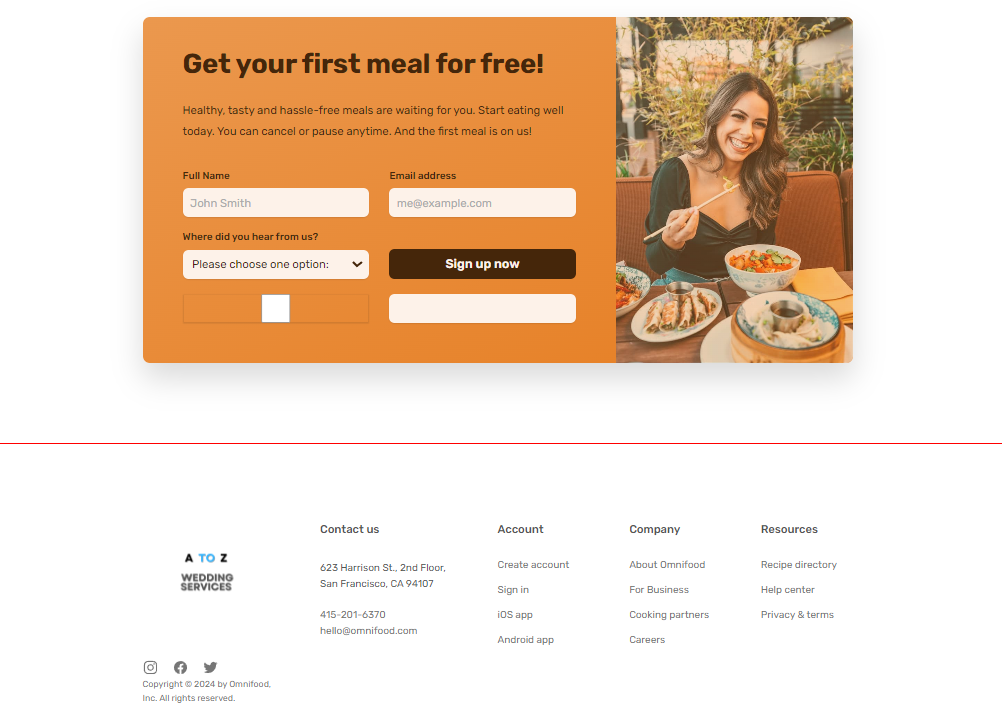 Get your first meal for free!
Healthy, tasty and hassle-free meals are waiting for you. Start eating well
today. You can cancel or pause anytime. And the first meal is on us!
Full Name
Email address
John Smith
me@example.com
Where did you hear from us?
Please choose one option:
Sign up now
A TO Z
WEDDING
SERVICES
Copyright © 2024 by Omnifood,
Inc. All rights reserved.
Contact us
623 Harrison St., 2nd Floor,
San Francisco, CA 94107
415-201-6370
hello@omnifood.com
Account
Create account
Sign in
iOS app
Android app
Company
About Omnifood
For Business
Cooking partners
Careers
Resources
Recipe directory
Help center
Privacy & terms